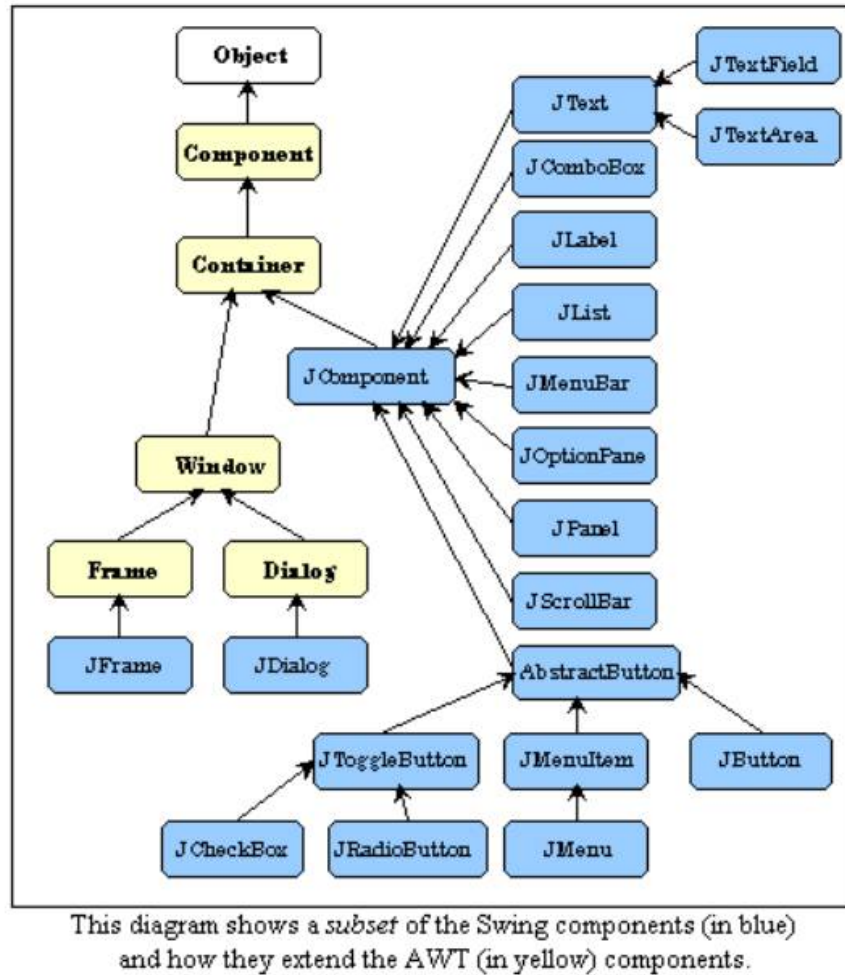 Object
JTextField
JText
Component
JTextArea
JComboBox
Container
JLabel
JList
JComponent
JMenuBar
Window
JOptionPane
JPanel
Frame
Dialog
JScrollBar
JFrame
JDialog
AbstractButton
JToggleButton
JMenuItem
JButton
JCheckBox
JRadioButton
JMenu
This diagram shows a subset of the Swing components (in blue)
and how they extend the AWT (in yellow) components.